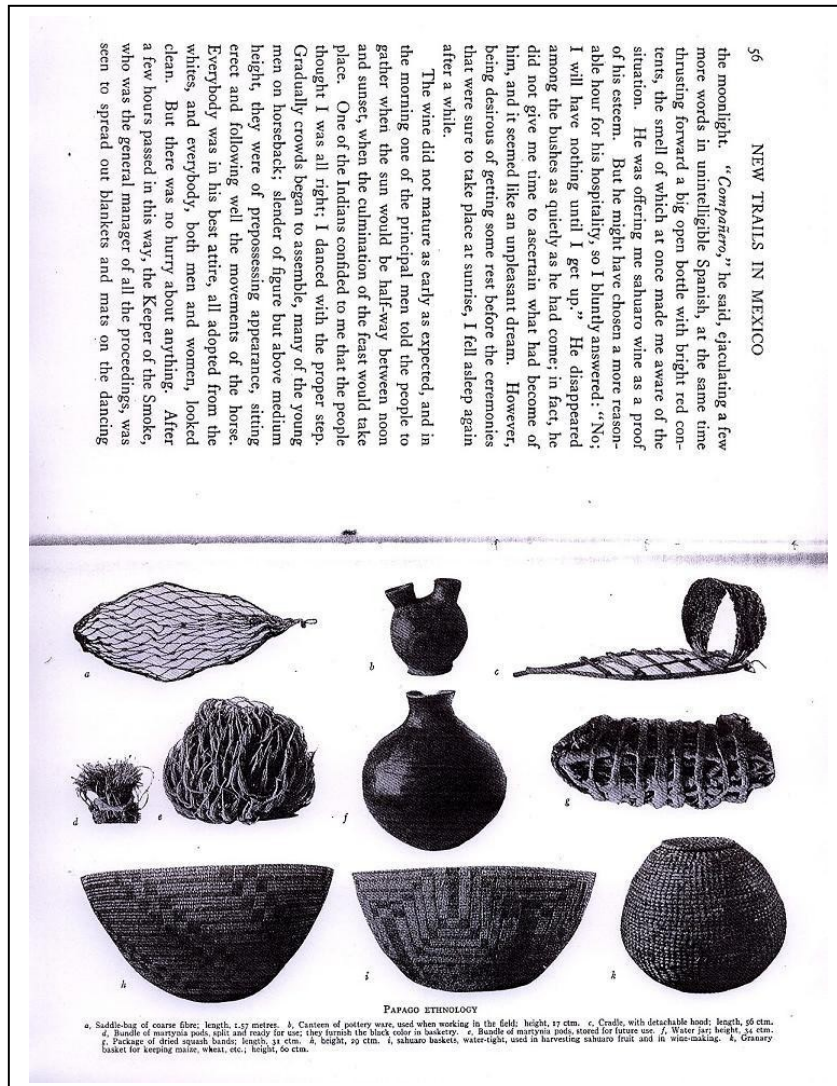 56 NEW TRAILS IN MEXICO
the moonlight. "Compañero," he said, ejaculating a few
more words in unintelligible Spanish, at the same time
thrusting forward a big open bottle with bright red con-
tents, the smell of which at once made me aware of the
situation. He was offering me sahuaro wine as a proof
of his esteem. But he might have chosen a more reason-
able hour for his hospitality, so I bluntly answered: "No;
I will have nothing until I get up." He disappeared
among the bushes as quietly as he had come; in fact, he
did not give me time to ascertain what had become of
him, and it seemed like an unpleasant dream. However,
being desirous of getting some rest before the ceremonies
that were sure to take place at sunrise, I fell asleep again
after a while.
The wine did not mature as early as expected, and in
the morning one of the principal men told the people to
gather when the sun would be half-way between noon
and sunset, when the culmination of the feast would take
place. One of the Indians confided to me that the people
thought I was all right; I danced with the proper step.
Gradually crowds began to assemble, many of the young
men on horseback; slender of figure but above medium
height, they were of prepossessing appearance, sitting
erect and following well the movements of the horse.
Everybody was in his best attire, all adopted from the
whites, and everybody, both men and women, looked
clean. But there was no hurry about anything. After
a few hours passed in this way, the Keeper of the Smoke,
who was the general manager of all the proceedings, was
seen to spread out blankets and mats on the dancing
a
b
c
d
e
f
g
h
i
k
PAPAGO ETHNOLOGY
a, Saddle-bag of coarse fibre; length, 1.57 metres. b, Canteen of pottery ware, used when working in the field; height, 17 ctm. c, Cradle, with detachable hood; length, 56 ctm.
d, Bundle of martynia pods, split and ready for use; they furnish the black color in basketry. e, Bundle of martynia pods, stored for future use. f, Water jar; height, 34 ctm.
g, Package of dried squash bands; length, 31 ctm. h, height, 29 ctm. i, sahuaro baskets, water-tight, used in harvesting sahuaro fruit and in wine-making. k, Granary
basket for keeping maize, wheat, etc.; height, 60 ctm.